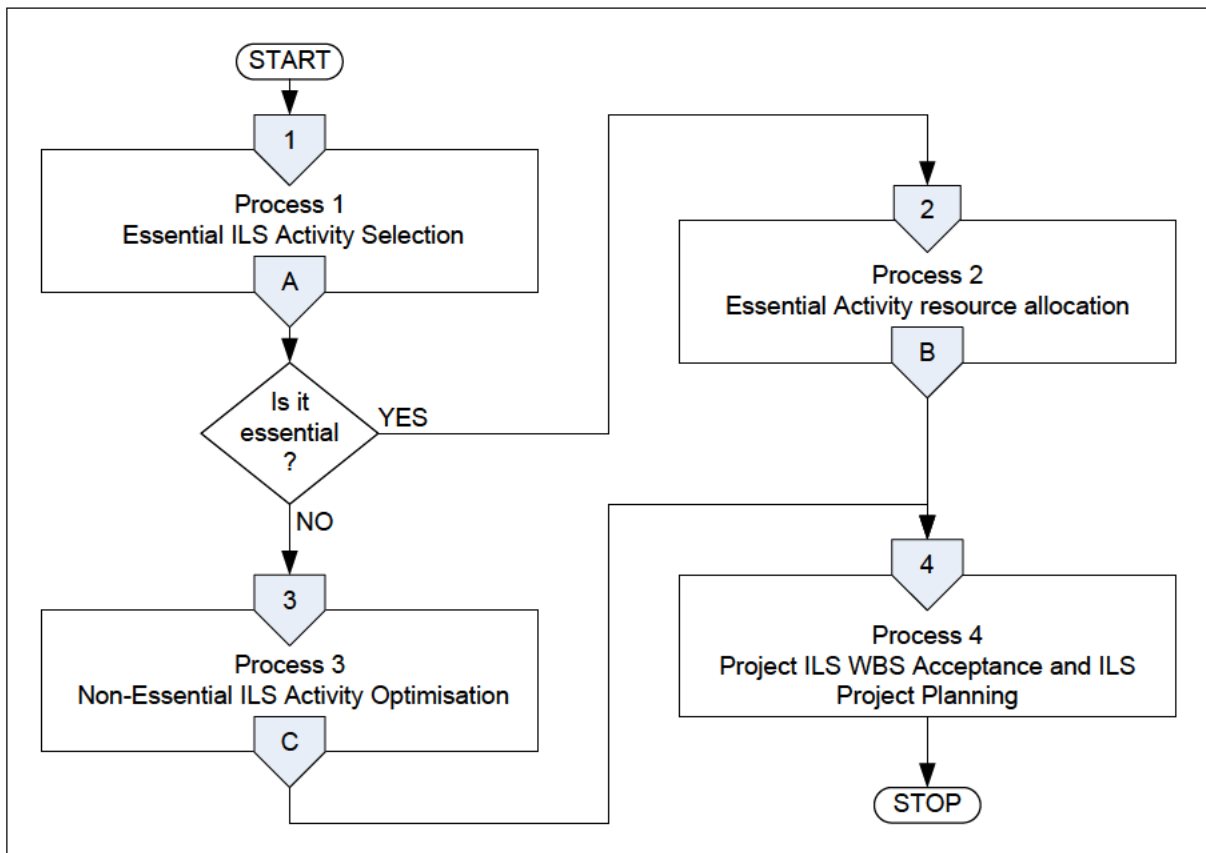 START
1
Process 1
Essential ILS Activity Selection
A
Is it
essential
?
YES
NO
3
Process 3
Non-Essential ILS Activity Optimisation
C
2
Process 2
Essential Activity resource allocation
B
4
Process 4
Project ILS WBS Acceptance and ILS
Project Planning
STOP